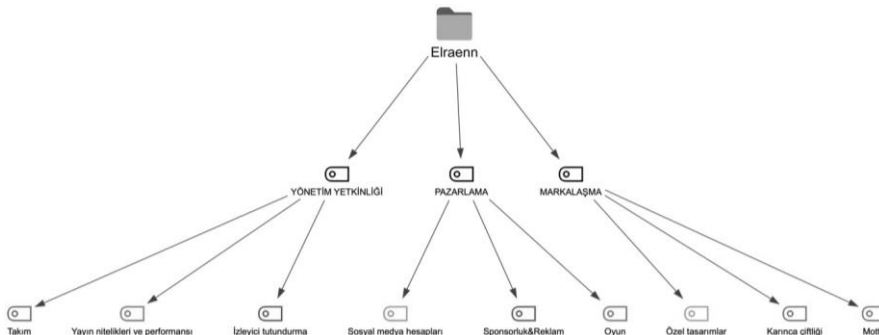 Elraenn
YÖNETİM YETKİNLİĞİ
PAZARLAMA
MARKALAŞMA
Takım
Yayın nitelikleri ve performansı
İzleyici tutundurma
Sosyal medya hesapları
Sponsorluk&Reklam
Oyun
Özel tasarımlar
Karınca çiftliği